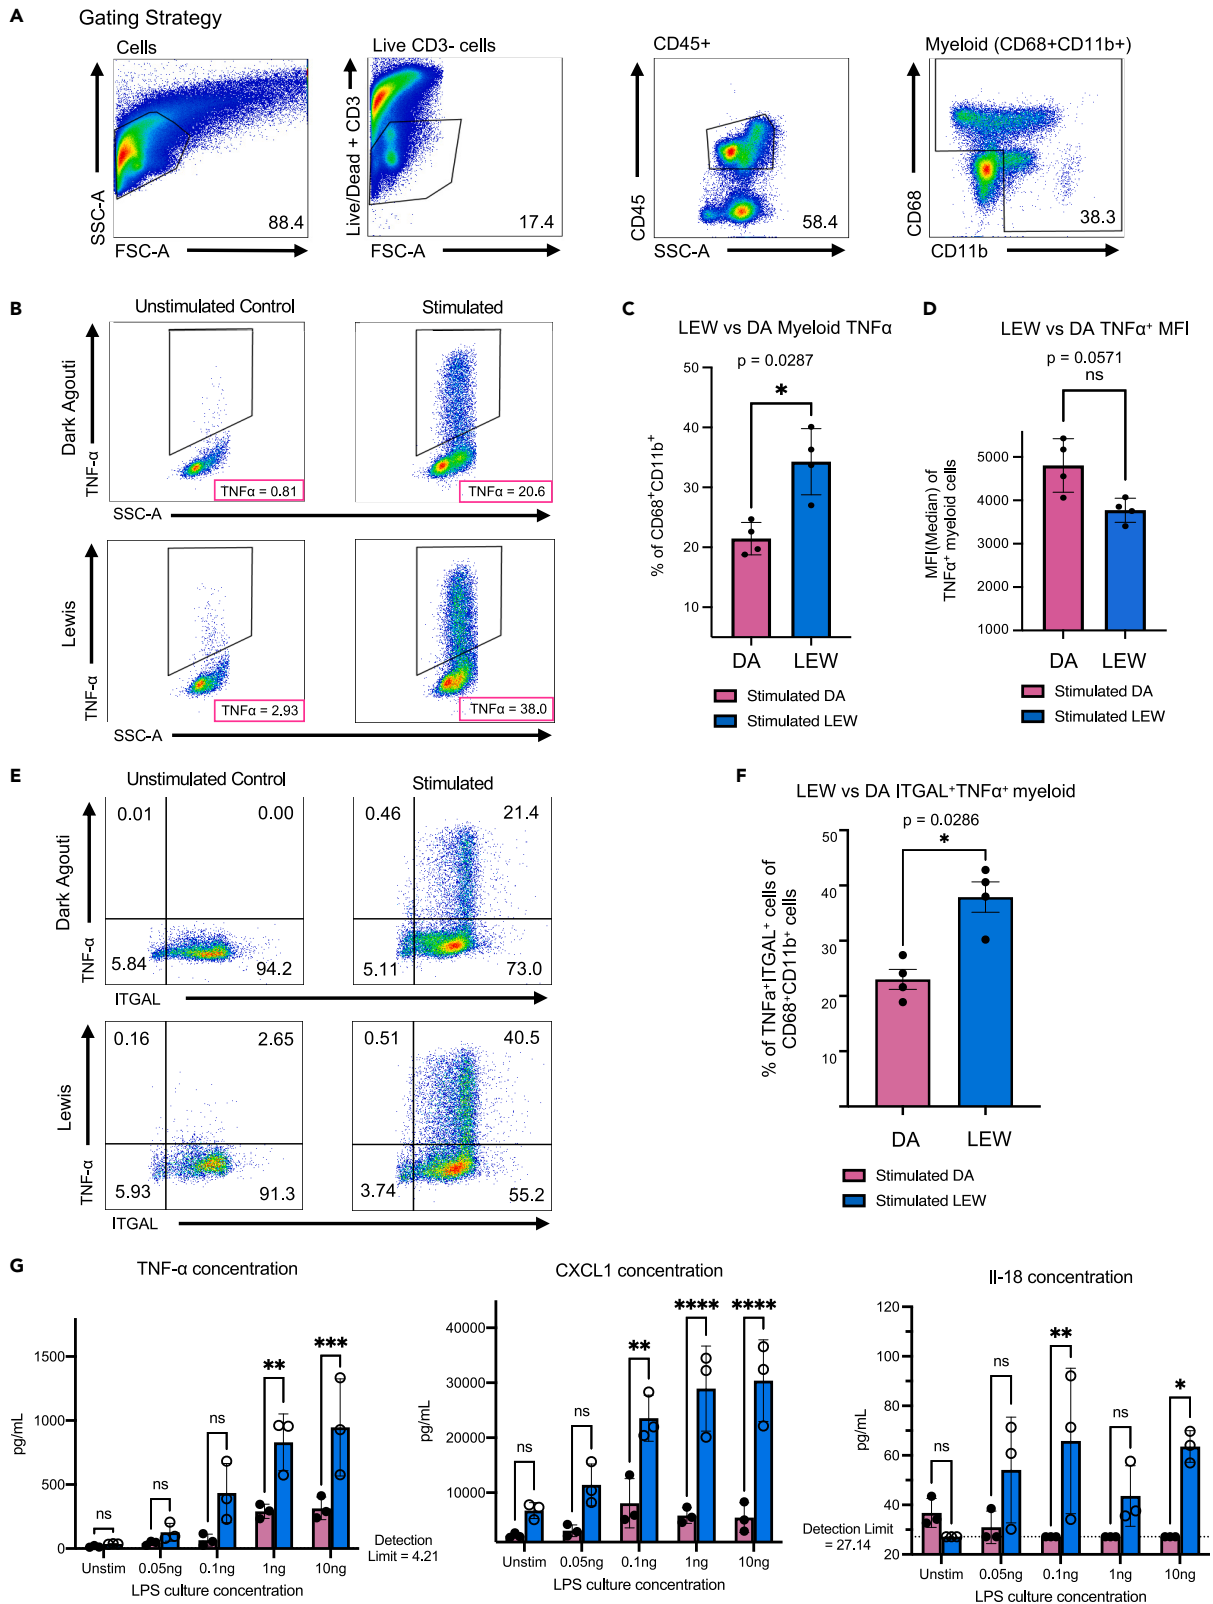 A
Gating Strategy
Cells
SSC-A
88.4
FSC-A
Live CD3- cells
Live/Dead + CD3
17.4
FSC-A
CD45+
CD45
58.4
SSC-A
Myeloid (CD68+CD11b+)
CD68
38.3
CD11b
B
Unstimulated Control
Stimulated
Dark Agouti
TNF-α
TNFα = 0.81
TNFα = 20.6
SSC-A
Lewis
TNF-α
TNFα = 2.93
TNFα = 38.0
SSC-A
C
LEW vs DA Myeloid TNFα
p = 0.0287
*
% of CD68+CD11b+
50
40
30
20
10
DA
LEW
Stimulated DA
Stimulated LEW
D
LEW vs DA TNFα+ MFI
p = 0.0571
ns
MFI(Median) of
TNFα+ myeloid cells
5000
4000
3000
2000
1000
DA
LEW
Stimulated DA
Stimulated LEW
E
Unstimulated Control
Stimulated
Dark Agouti
TNF-α
0.01
0.00
5.84
94.2
0.46
21.4
5.11
73.0
ITGAL
Lewis
TNF-α
0.16
2.65
5.93
91.3
0.51
40.5
3.74
55.2
ITGAL
F
LEW vs DA ITGAL+TNFα+ myeloid
p = 0.0286
*
% of TNFa+ITGAL+ cells of
CD68+CD11b+ cells
50
40
30
20
10
DA
LEW
Stimulated DA
Stimulated LEW
G
TNF-α concentration
pg/mL
1500
1000
500
0
ns
ns
ns
**
***
Unstim
0.05ng
0.1ng
1ng
10ng
LPS culture concentration
Detection
Limit = 4.21
CXCL1 concentration
pg/mL
40000
30000
20000
10000
ns
ns
**
****
****
Unstim
0.05ng
0.1ng
1ng
10ng
LPS culture concentration
Il-18 concentration
pg/mL
120
100
80
60
40
20
ns
ns
**
ns
*
Detection Limit
= 27.14
Unstim
0.05ng
0.1ng
1ng
10ng
LPS culture concentration